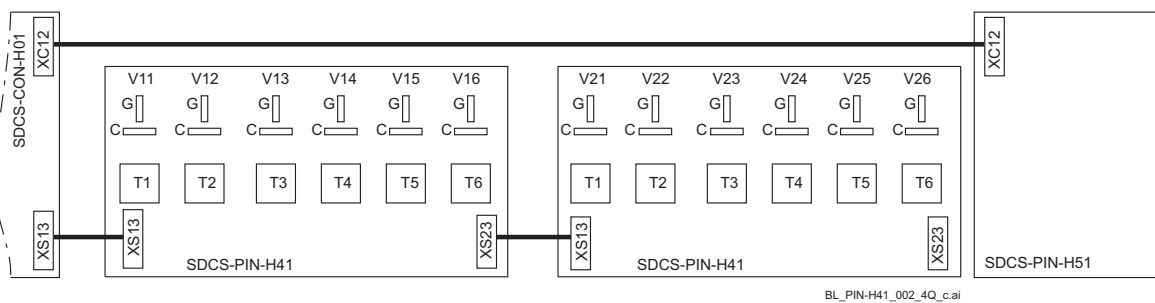 SDCS-CON-H01
XC12
XS13
V11 V12 V13 V14 V15 V16
G G G G G G
C C C C C C
T1 T2 T3 T4 T5 T6
XS13
XS23
SDCS-PIN-H41
V21 V22 V23 V24 V25 V26
G G G G G G
C C C C C C
T1 T2 T3 T4 T5 T6
XS13
XS23
SDCS-PIN-H41
XC12
SDCS-PIN-H51
BL_PIN-H41_002_4Q_c.ai